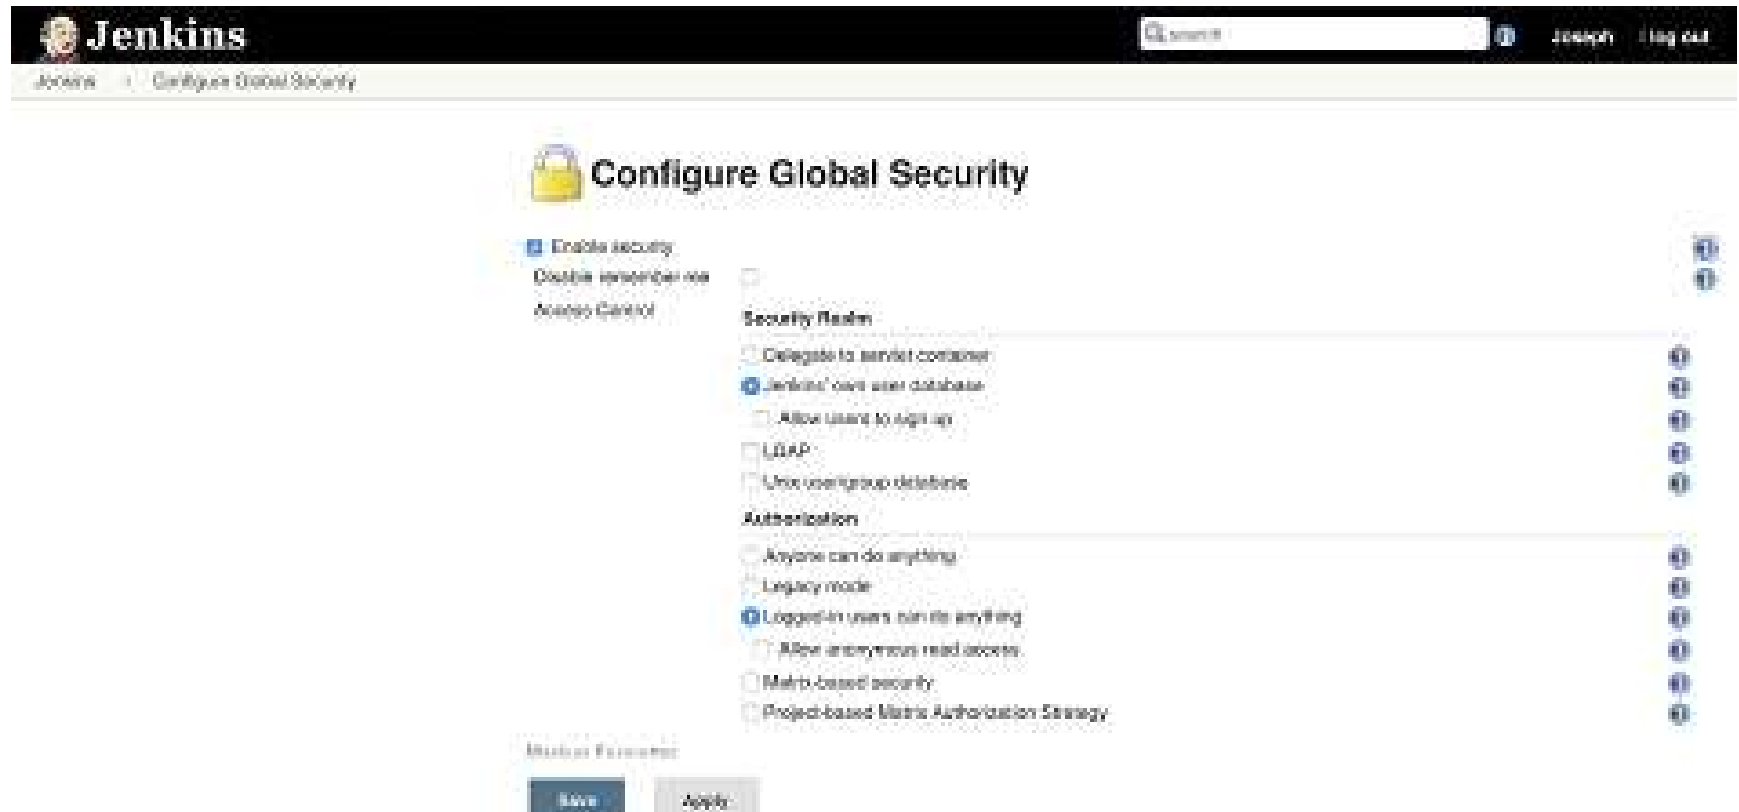 Jenkins
search
Joseph | log out
Jenkins › Configure Global Security
Configure Global Security
Enable security
Disable remember me
Access Control
Security Realm
Delegate to servlet container
Jenkins' own user database
Allow users to sign up
LDAP
Unix user/group database
Authorization
Anyone can do anything
Legacy mode
Logged-in users can do anything
Allow anonymous read access
Matrix-based security
Project-based Matrix Authorization Strategy
Markup Formatter
Save Apply